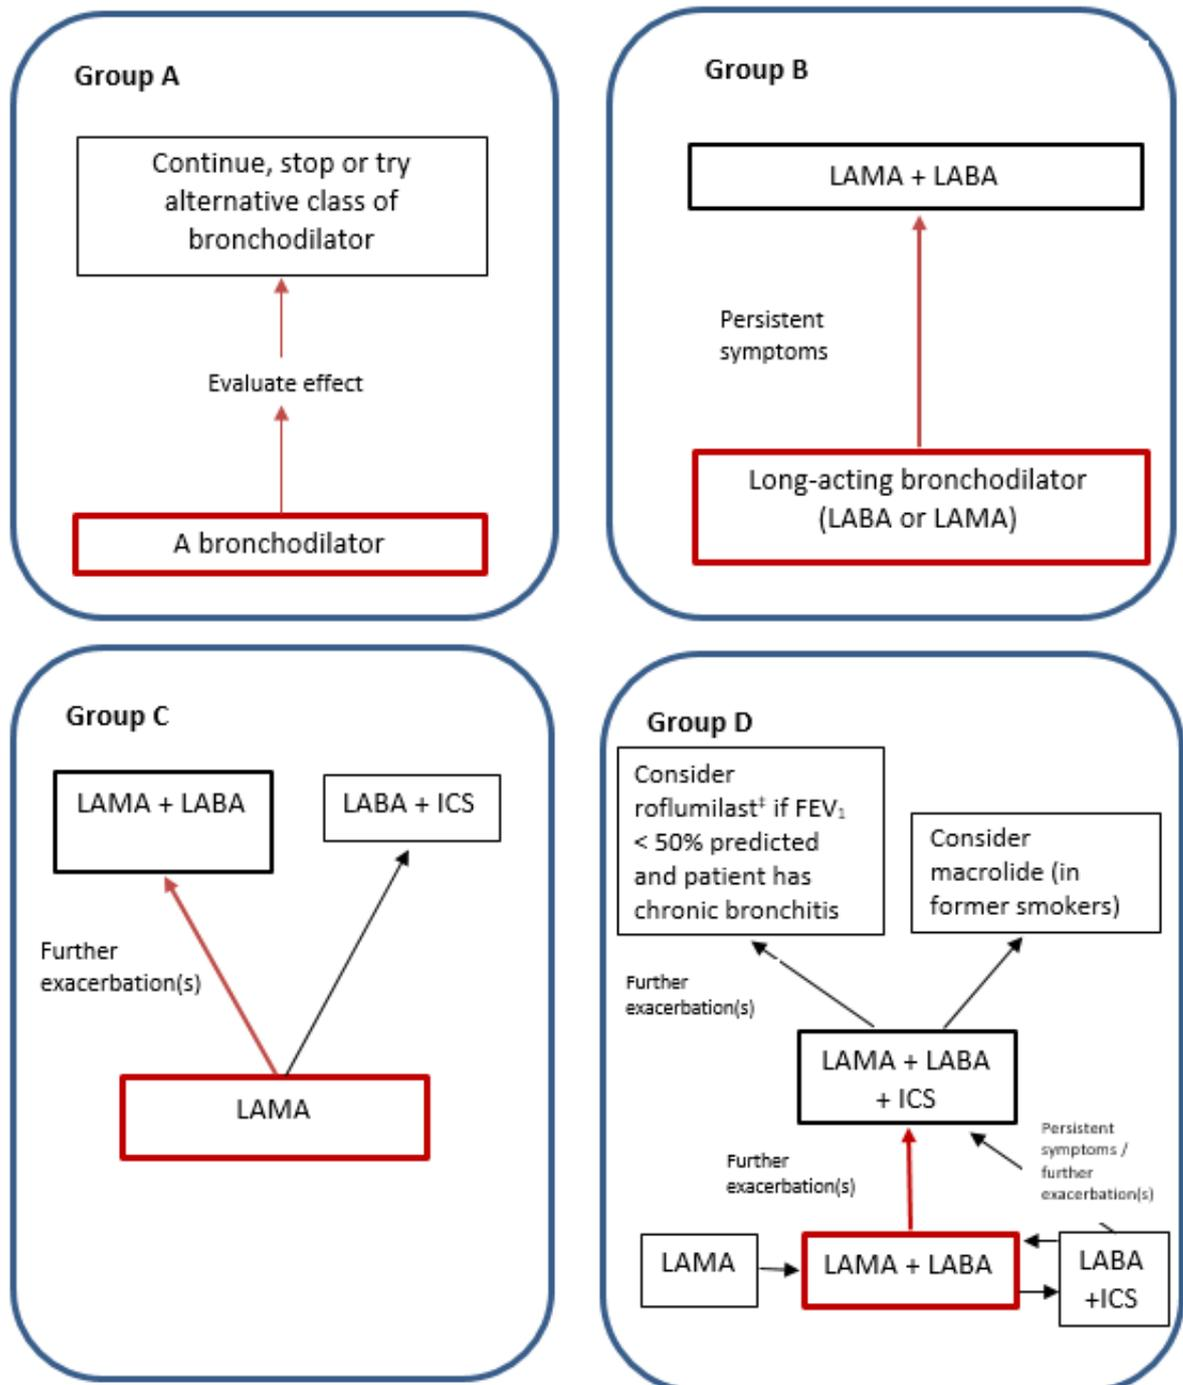 Group A
Continue, stop or try
alternative class of
bronchodilator
Evaluate effect
A bronchodilator
Group B
LAMA + LABA
Persistent
symptoms
Long-acting bronchodilator
(LABA or LAMA)
Group C
LAMA + LABA
LABA + ICS
Further
exacerbation(s)
LAMA
Group D
Consider
roflumilast‡ if FEV₁
< 50% predicted
and patient has
chronic bronchitis
Consider
macrolide (in
former smokers)
Further
exacerbation(s)
LAMA + LABA
+ ICS
Persistent
symptoms /
further
exacerbation(s)
Further
exacerbation(s)
LAMA
LAMA + LABA
LABA
+ICS